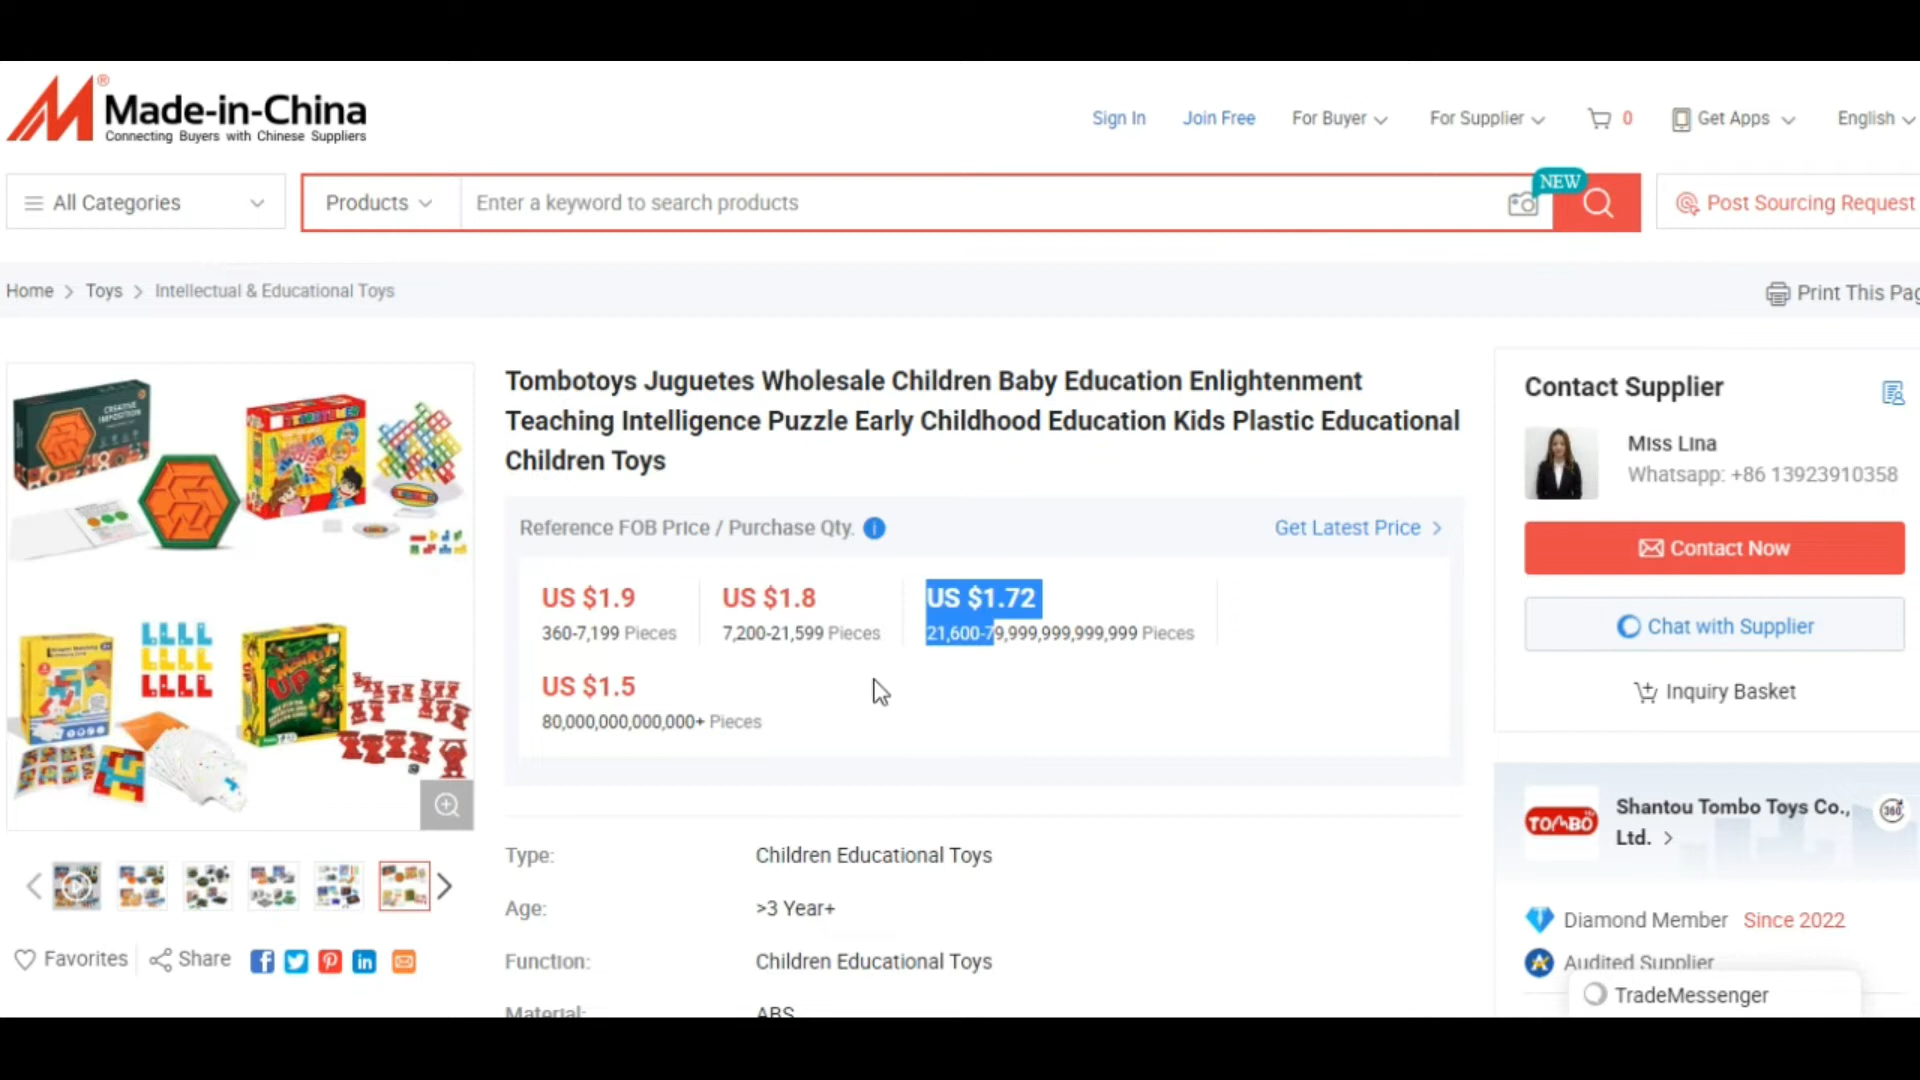 Made-in-China®
Connecting Buyers with Chinese Suppliers
Sign In
Join Free
For Buyer
For Supplier
0
Get Apps
English
All Categories
Products
Enter a keyword to search products
NEW
Post Sourcing Request
Home > Toys > Intellectual & Educational Toys
Print This Pag
CREATIVE
IMPOSITION
MONKEY
UP
Tombotoys Juguetes Wholesale Children Baby Education Enlightenment
Teaching Intelligence Puzzle Early Childhood Education Kids Plastic Educational
Children Toys
Reference FOB Price / Purchase Qty.
Get Latest Price >
US $1.9
360-7,199 Pieces
US $1.8
7,200-21,599 Pieces
US $1.72
21,600-79,999,999,999,999 Pieces
US $1.5
80,000,000,000,000+ Pieces
Type:
Children Educational Toys
Age:
>3 Year+
Function:
Children Educational Toys
Material:
ABS
Favorites
Share
Contact Supplier
Miss Lina
Whatsapp: +86 13923910358
Contact Now
Chat with Supplier
Inquiry Basket
TOMBO
Shantou Tombo Toys Co.,
Ltd. >
360°
Diamond Member Since 2022
Audited Supplier
TradeMessenger